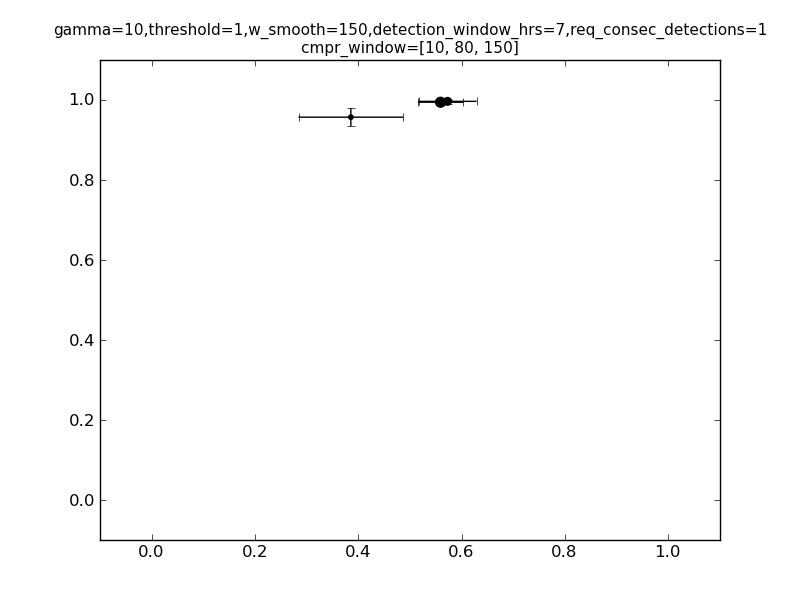 gamma=10,threshold=1,w_smooth=150,detection_window_hrs=7,req_consec_detections=1
cmpr_window=[10, 80, 150]
1.0
0.8
0.6
0.4
0.2
0.0
0.0 0.2 0.4 0.6 0.8 1.0